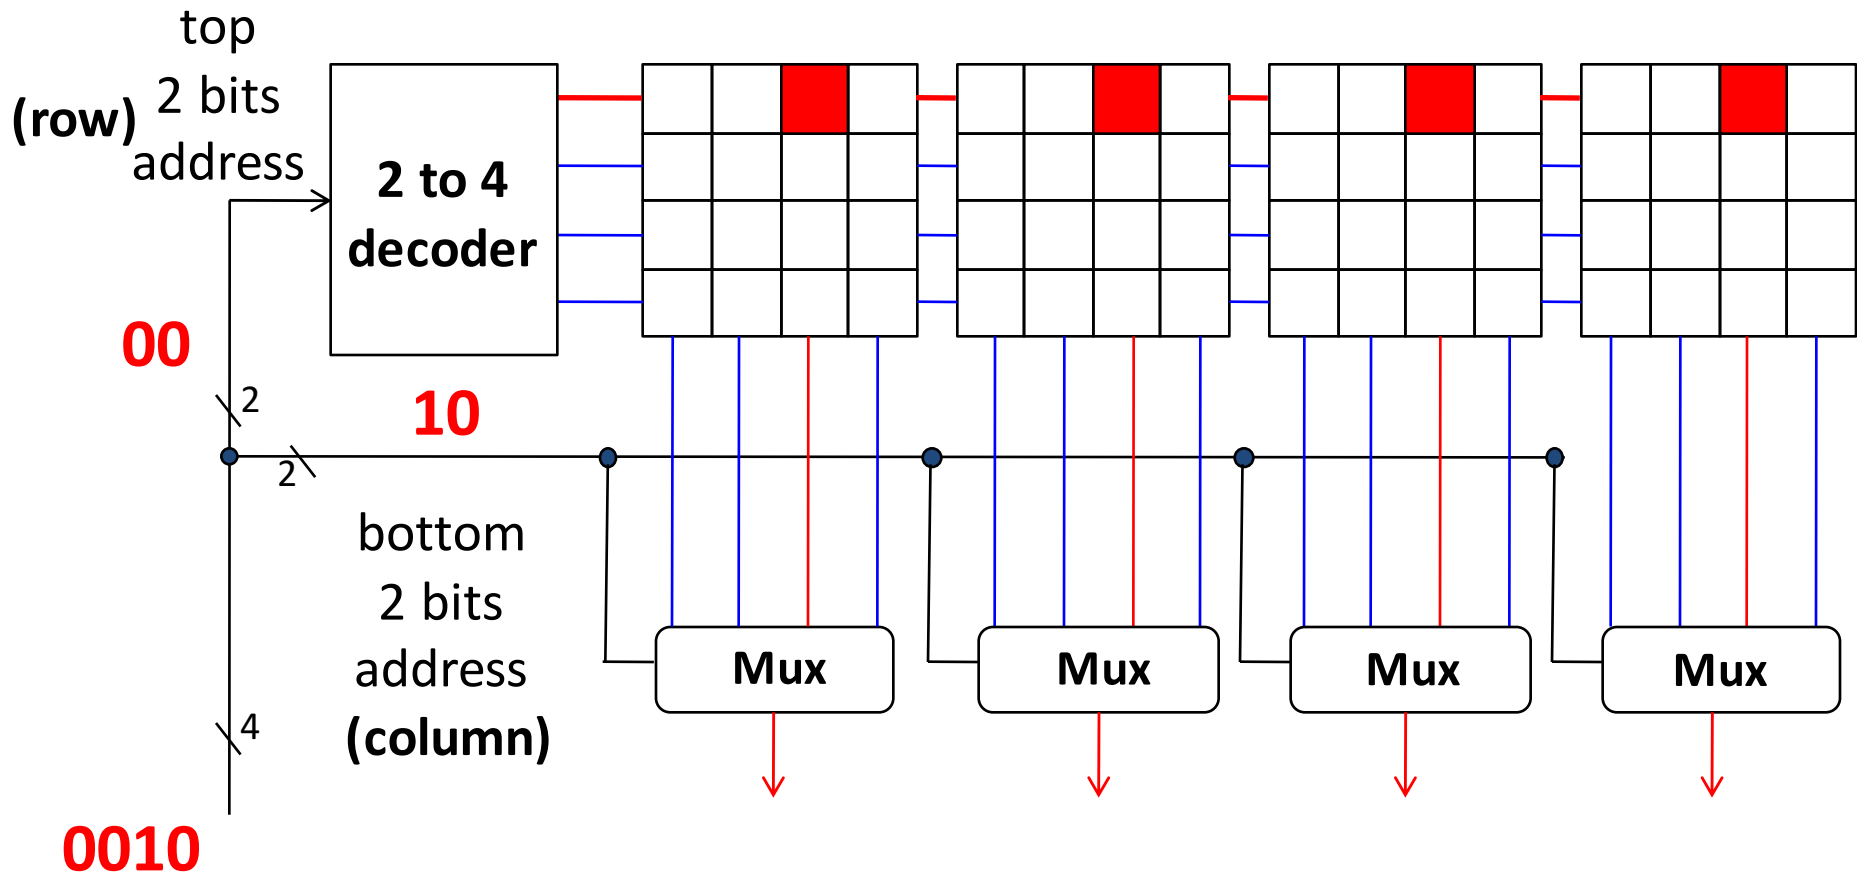 top
2 bits
(row)
address
2 to 4
decoder
00
2
10
2
bottom
2 bits
address
(column)
Mux
Mux
Mux
Mux
4
0010